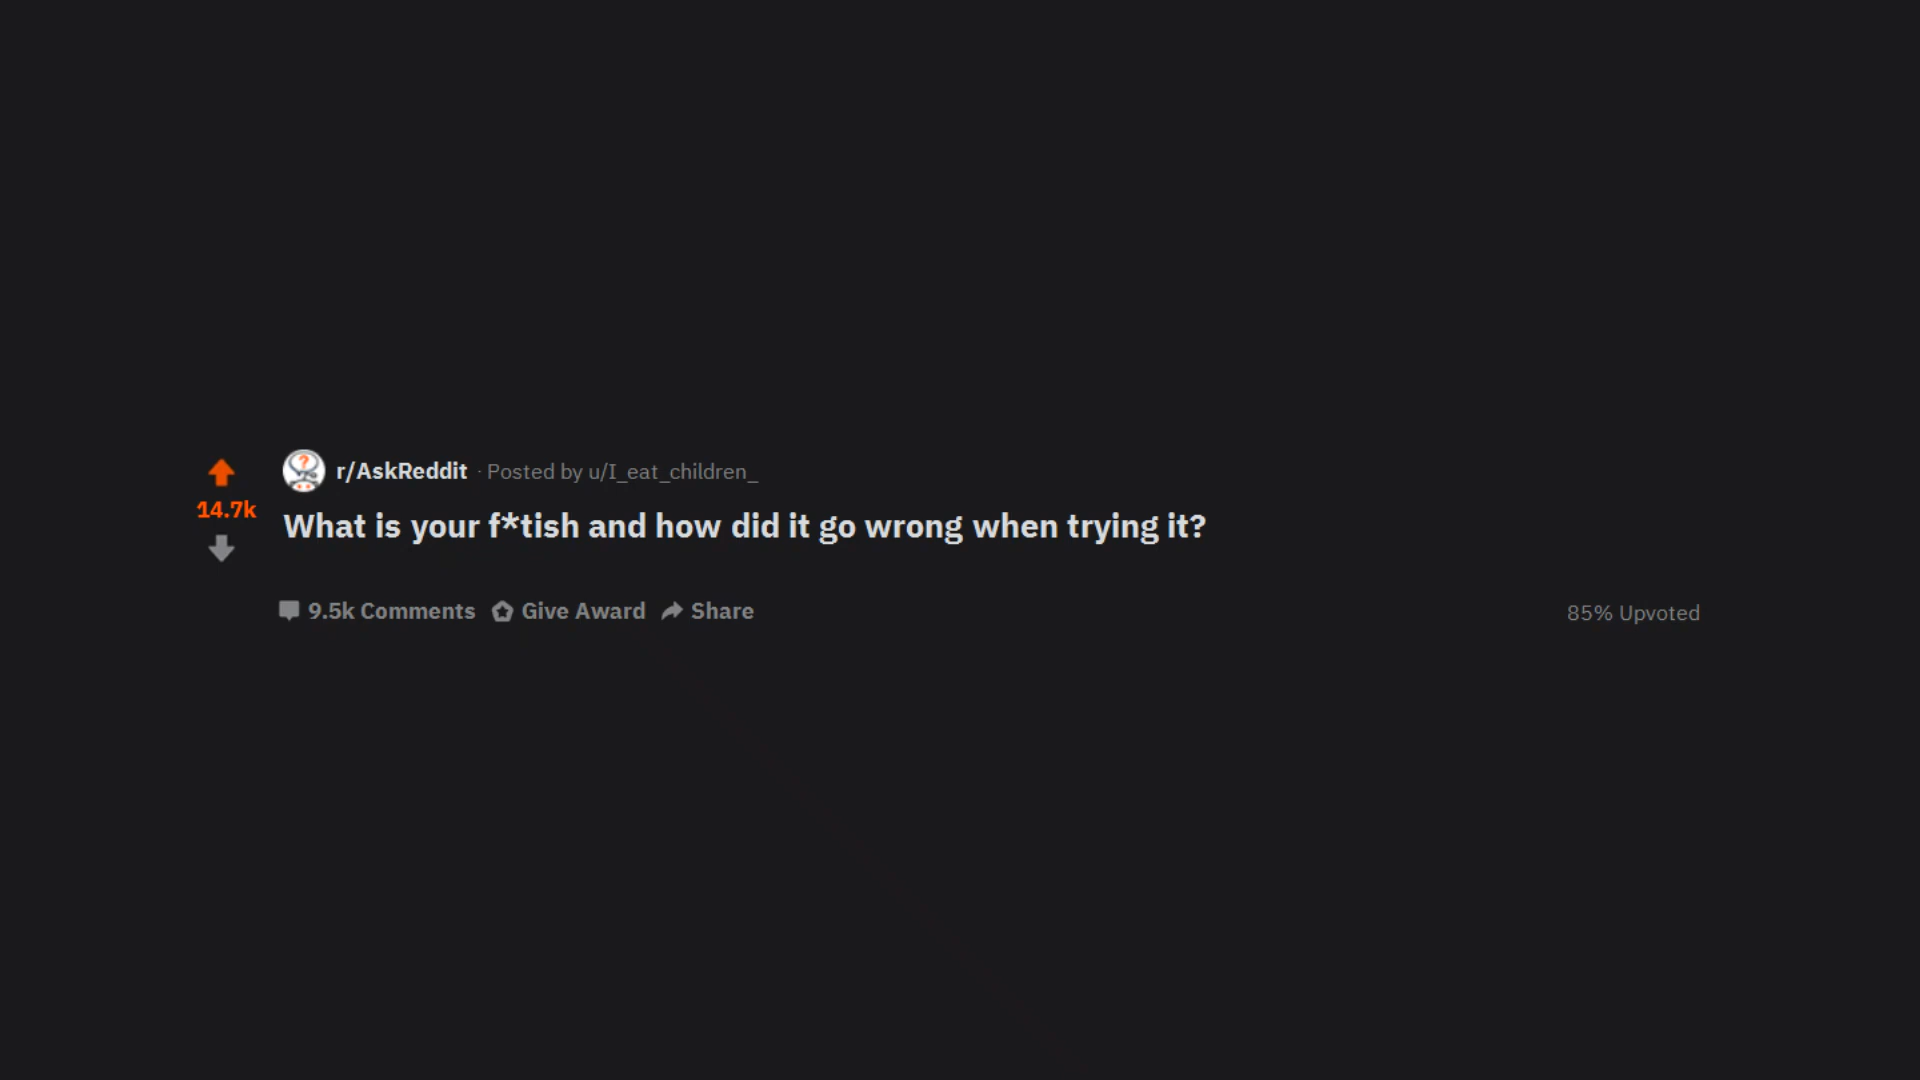 r/AskReddit · Posted by u/I_eat_children_
14.7k
What is your f*tish and how did it go wrong when trying it?
9.5k Comments Give Award Share
85% Upvoted